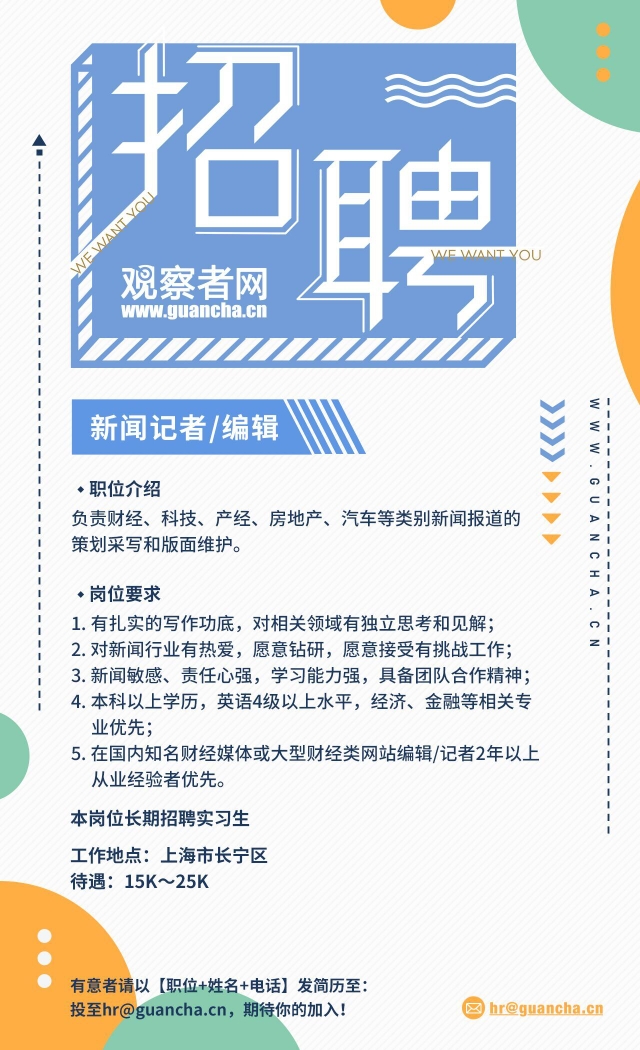 招聘
WE WANT YOU
WE WANT YOU
观察者网
www.guancha.cn
新闻记者/编辑
WWW.GUANCHA.CN
职位介绍
负责财经、科技、产经、房地产、汽车等类别新闻报道的
策划采写和版面维护。
岗位要求
1. 有扎实的写作功底，对相关领域有独立思考和见解；
2. 对新闻行业有热爱，愿意钻研，愿意接受有挑战工作；
3. 新闻敏感、责任心强，学习能力强，具备团队合作精神；
4. 本科以上学历，英语4级以上水平，经济、金融等相关专
业优先；
5. 在国内知名财经媒体或大型财经类网站编辑/记者2年以上
从业经验者优先。
本岗位长期招聘实习生
工作地点：上海市长宁区
待遇：15K～25K
有意者请以【职位+姓名+电话】发简历至：
投至hr@guancha.cn，期待你的加入！
hr@guancha.cn